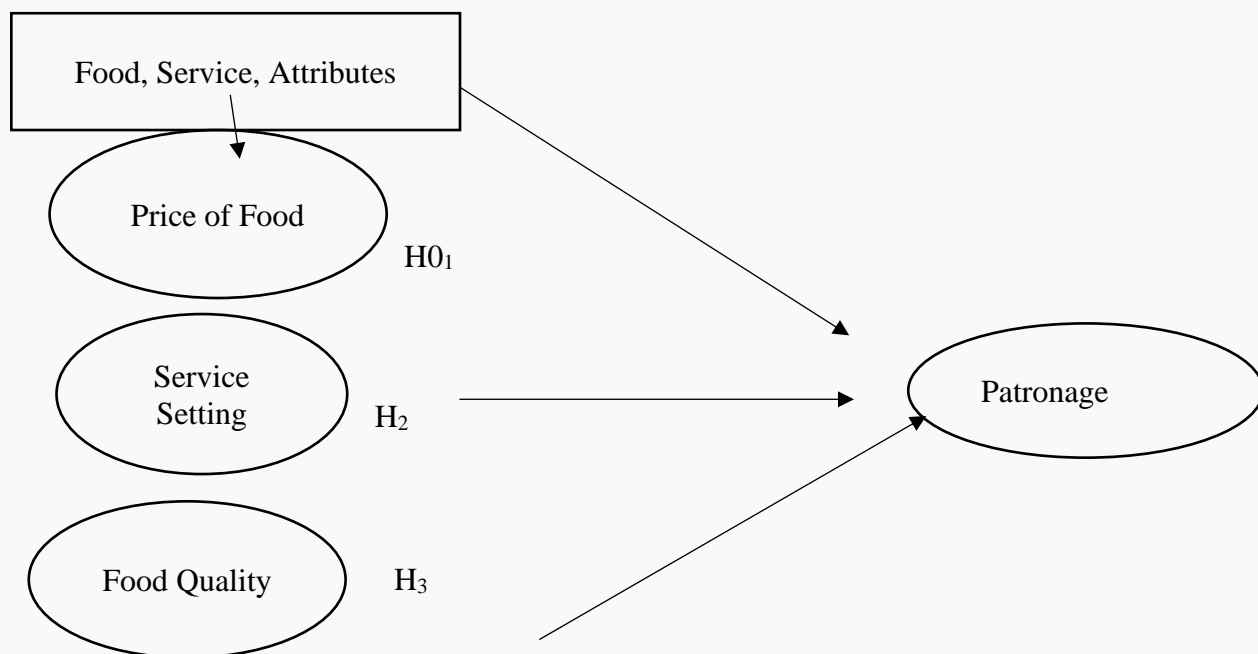 Food, Service, Attributes
Price of Food
H0₁
Service
Setting
H₂
Patronage
Food Quality
H₃